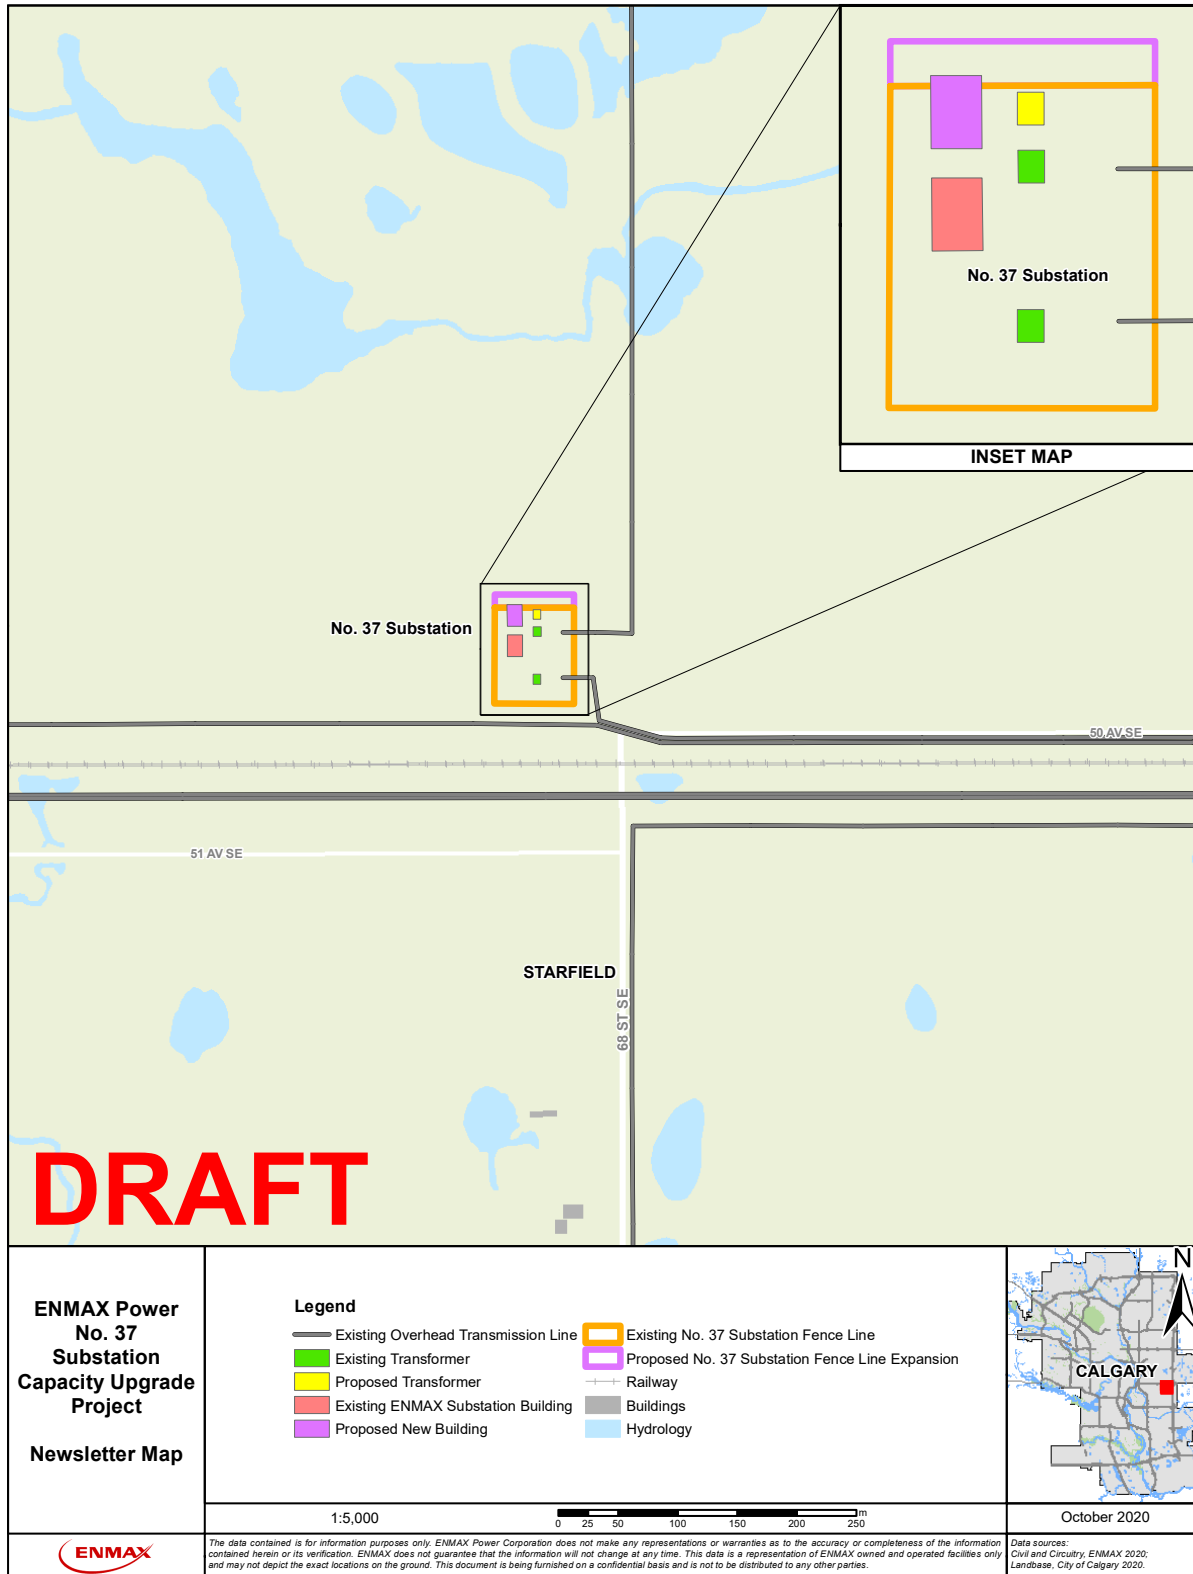 No. 37 Substation
INSET MAP
No. 37 Substation
50 AV SE
51 AV SE
STARFIELD
68 ST SE
DRAFT
ENMAX Power
No. 37
Substation
Capacity Upgrade
Project
Newsletter Map
Legend
Existing Overhead Transmission Line
Existing Transformer
Proposed Transformer
Existing ENMAX Substation Building
Proposed New Building
Existing No. 37 Substation Fence Line
Proposed No. 37 Substation Fence Line Expansion
Railway
Buildings
Hydrology
N
CALGARY
1:5,000
0 25 50 100 150 200 250 m
October 2020
ENMAX
The data contained is for information purposes only. ENMAX Power Corporation does not make any representations or warranties as to the accuracy or completeness of the information
contained herein or its verification. ENMAX does not guarantee that the information will not change at any time. This data is a representation of ENMAX owned and operated facilities only
and may not depict the exact locations on the ground. This document is being furnished on a confidential basis and is not to be distributed to any other parties.
Data sources:
Civil and Circuitry, ENMAX 2020;
Landbase, City of Calgary 2020.